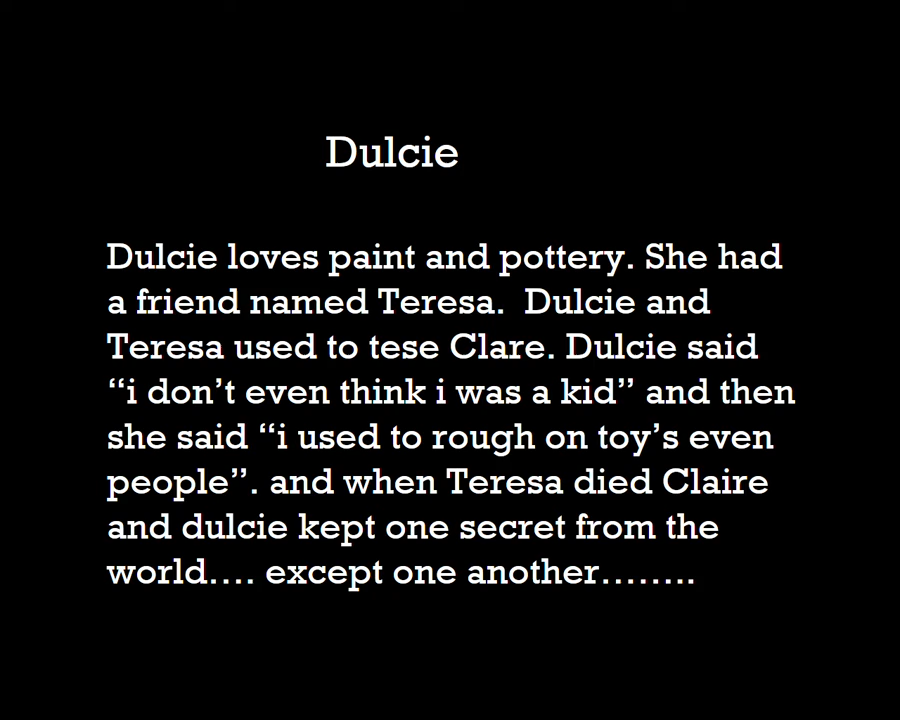 Dulcie
Dulcie loves paint and pottery. She had
a friend named Teresa.  Dulcie and
Teresa used to tese Clare. Dulcie said
“i don’t even think i was a kid” and then
she said “i used to rough on toy’s even
people”. and when Teresa died Claire
and dulcie kept one secret from the
world…. except one another……..